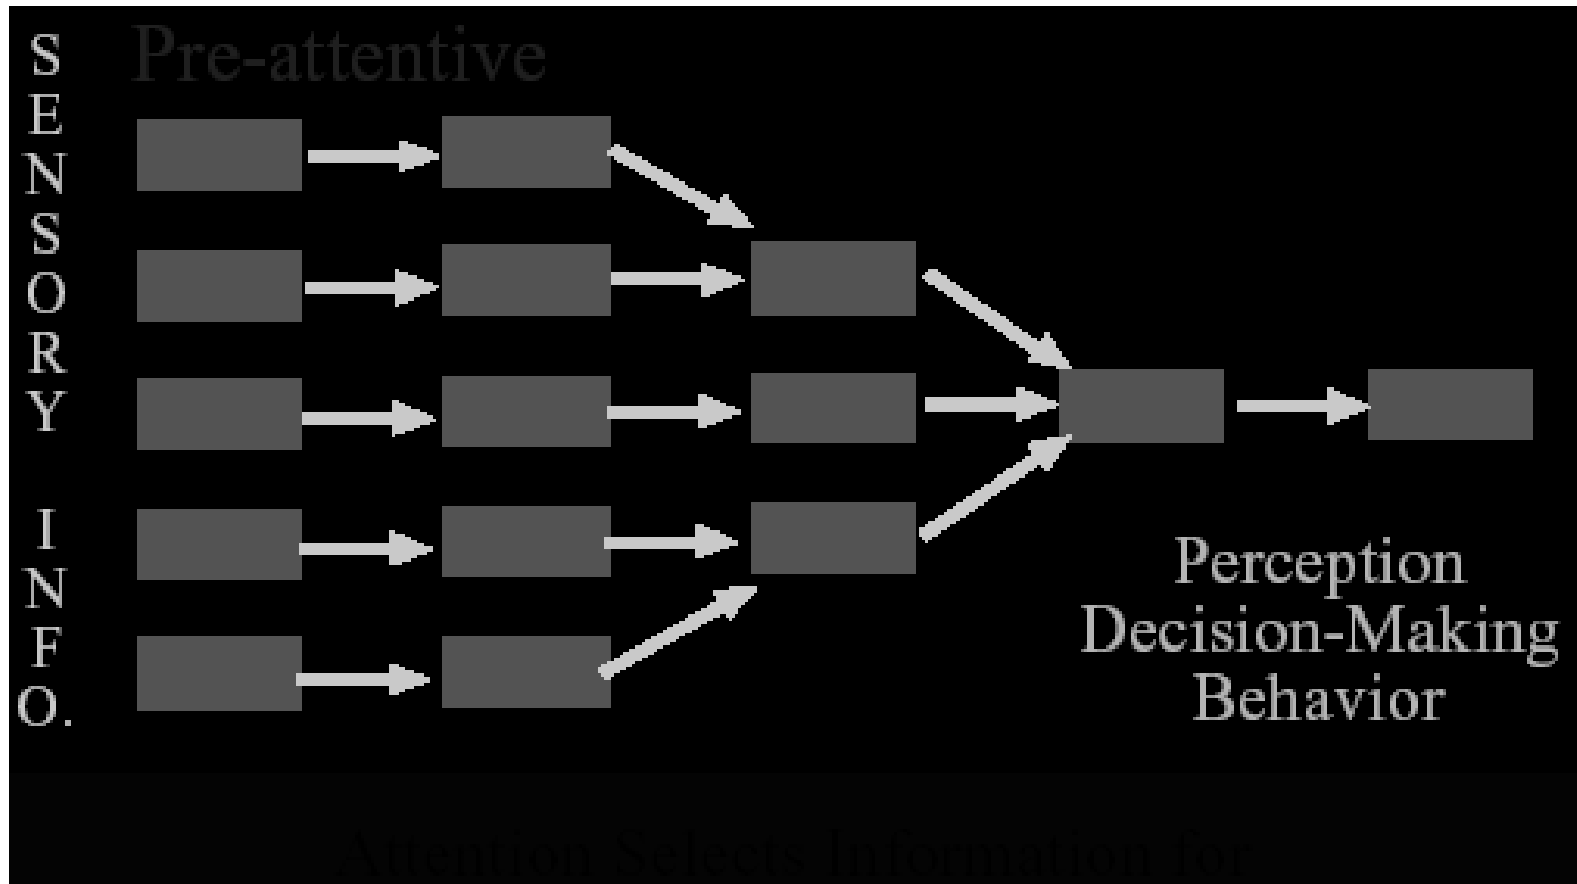 SENSORY INFO.
Pre-attentive
Perception
Decision-Making
Behavior
Attention Selects Information for